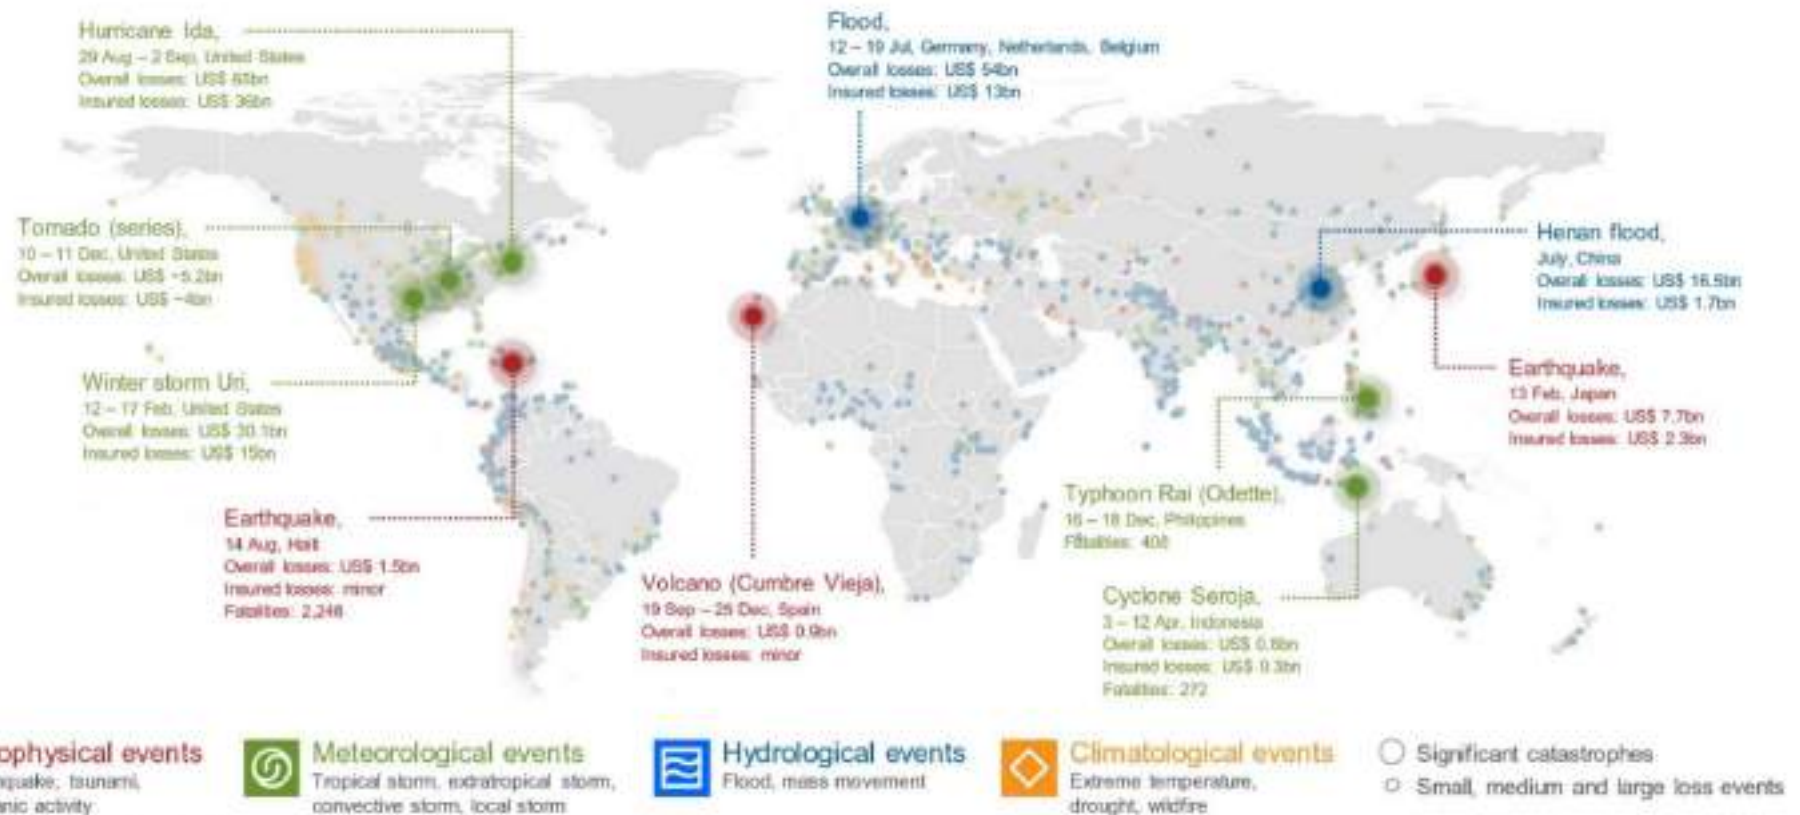 Hurricane Ida,
29 Aug – 2 Sep, United States
Overall losses: US$ 65bn
Insured losses: US$ 36bn
Flood,
12 – 19 Jul, Germany, Netherlands, Belgium
Overall losses: US$ 54bn
Insured losses: US$ 13bn
Tornado (series),
10 – 11 Dec, United States
Overall losses: US$ ~5.2bn
Insured losses: US$ ~4bn
Henan flood,
July, China
Overall losses: US$ 16.5bn
Insured losses: US$ 1.7bn
Winter storm Uri,
12 – 17 Feb, United States
Overall losses: US$ 30.1bn
Insured losses: US$ 15bn
Earthquake,
13 Feb, Japan
Overall losses: US$ 7.7bn
Insured losses: US$ 2.3bn
Earthquake,
14 Aug, Haiti
Overall losses: US$ 1.5bn
Insured losses: minor
Fatalities: 2,248
Typhoon Rai (Odette),
16 – 18 Dec, Philippines
Fatalities: 408
Volcano (Cumbre Vieja),
19 Sep – 25 Dec, Spain
Overall losses: US$ 0.9bn
Insured losses: minor
Cyclone Seroja,
3 – 12 Apr, Indonesia
Overall losses: US$
Insured losses: US$ 0.3bn
Fatalities: 272
ophysical events
quake, tsunami,
anic activity
Meteorological events
Tropical storm, extratropical storm,
convective storm, local storm
Hydrological events
Flood, mass movement
Climatological events
Extreme temperature,
drought, wildfire
Significant catastrophes
Small, medium and large loss events